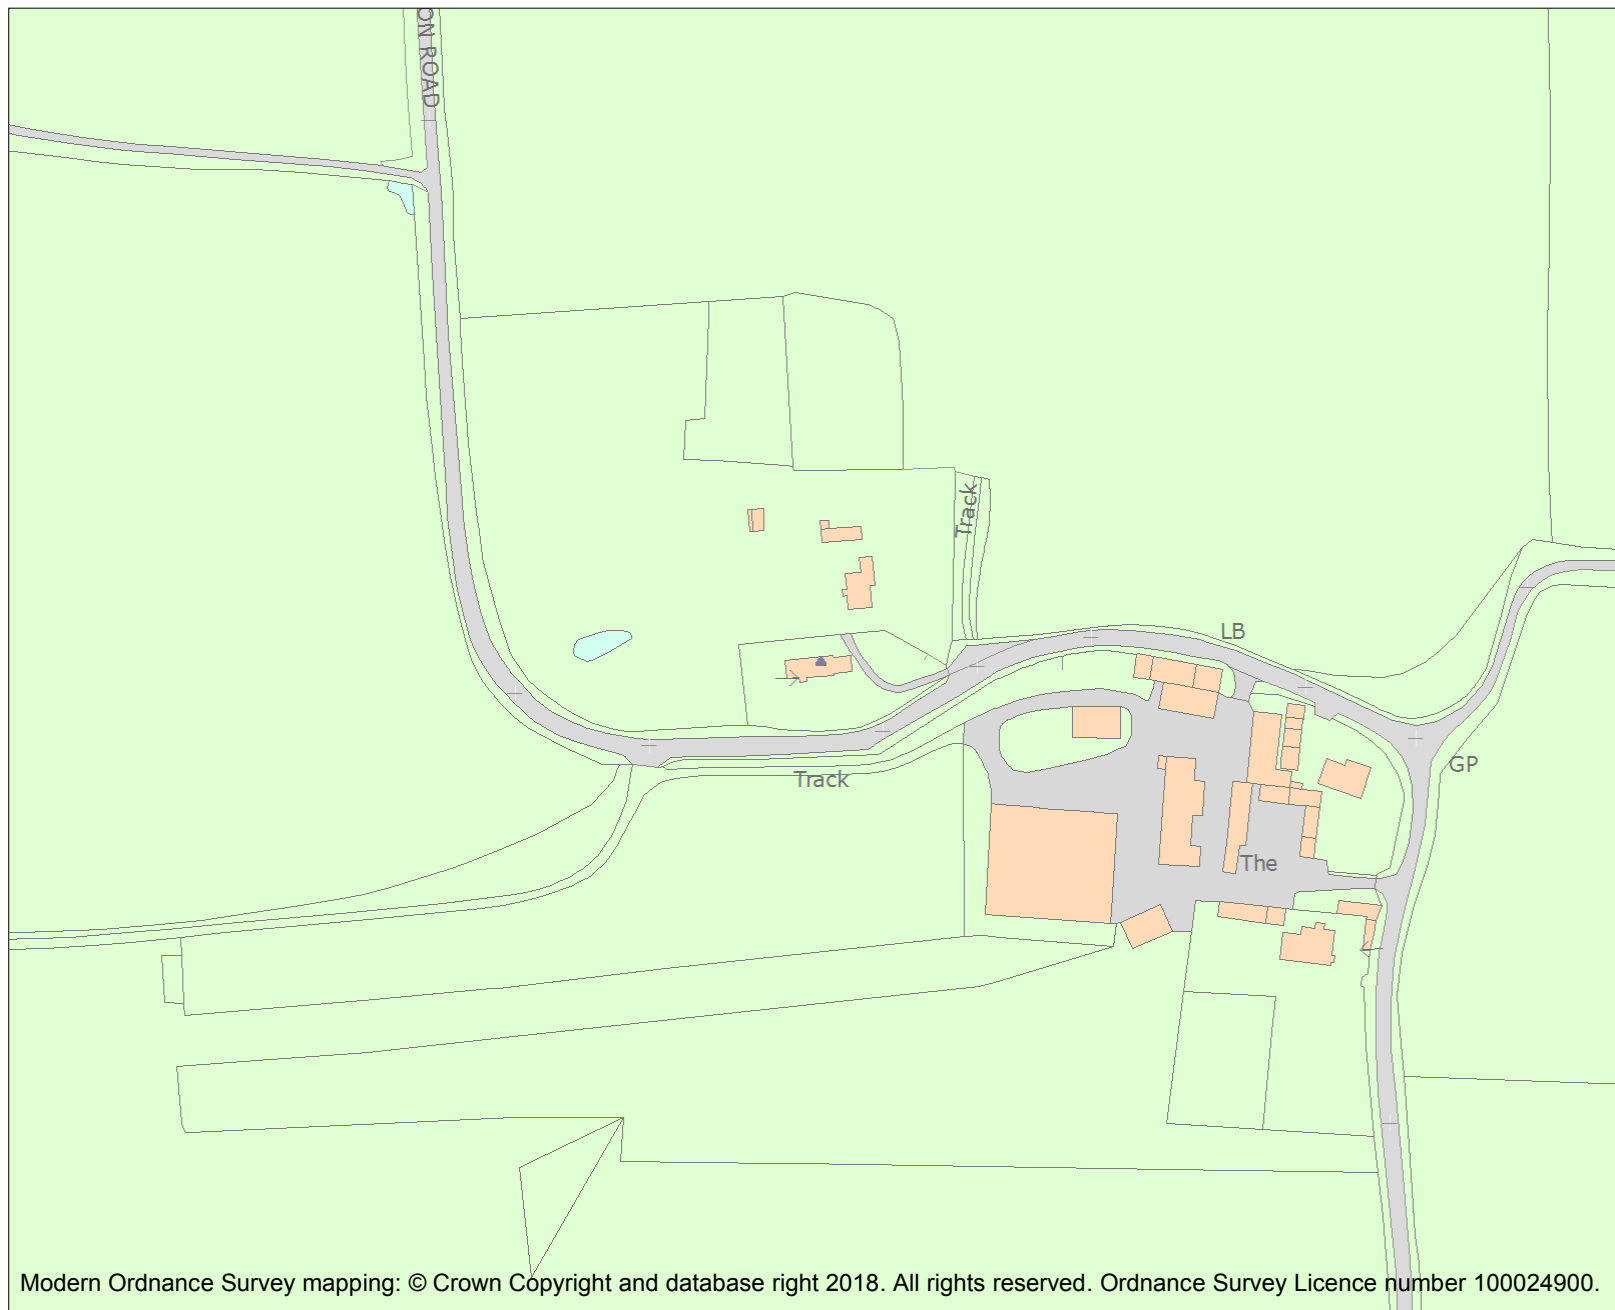 ON ROAD
Track
LB
GP
Track
The
Modern Ordnance Survey mapping: © Crown Copyright and database right 2018. All rights reserved. Ordnance Survey Licence number 100024900.